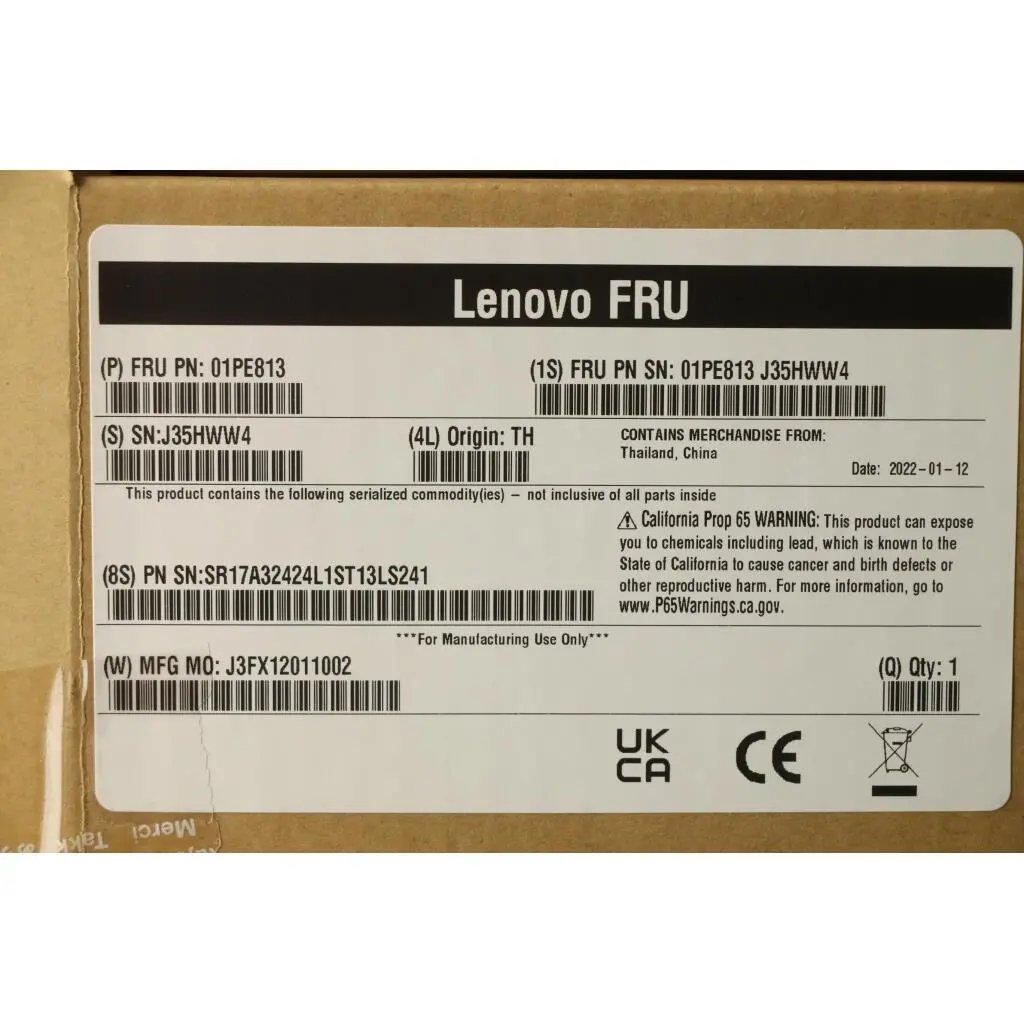 Lenovo FRU
(P) FRU PN: 01PE813
(1S) FRU PN SN: 01PE813 J35HWW4
(S) SN:J35HWW4
(4L) Origin: TH
CONTAINS MERCHANDISE FROM:
Thailand, China
Date: 2022-01-12
This product contains the following serialized commodity(ies) – not inclusive of all parts inside
⚠ California Prop 65 WARNING: This product can expose
you to chemicals including lead, which is known to the
State of California to cause cancer and birth defects or
other reproductive harm. For more information, go to
www.P65Warnings.ca.gov.
(8S) PN SN:SR17A32424L1ST13LS241
***For Manufacturing Use Only***
(W) MFG MO: J3FX12011002
(Q) Qty: 1
UK
CA
CE
Merci